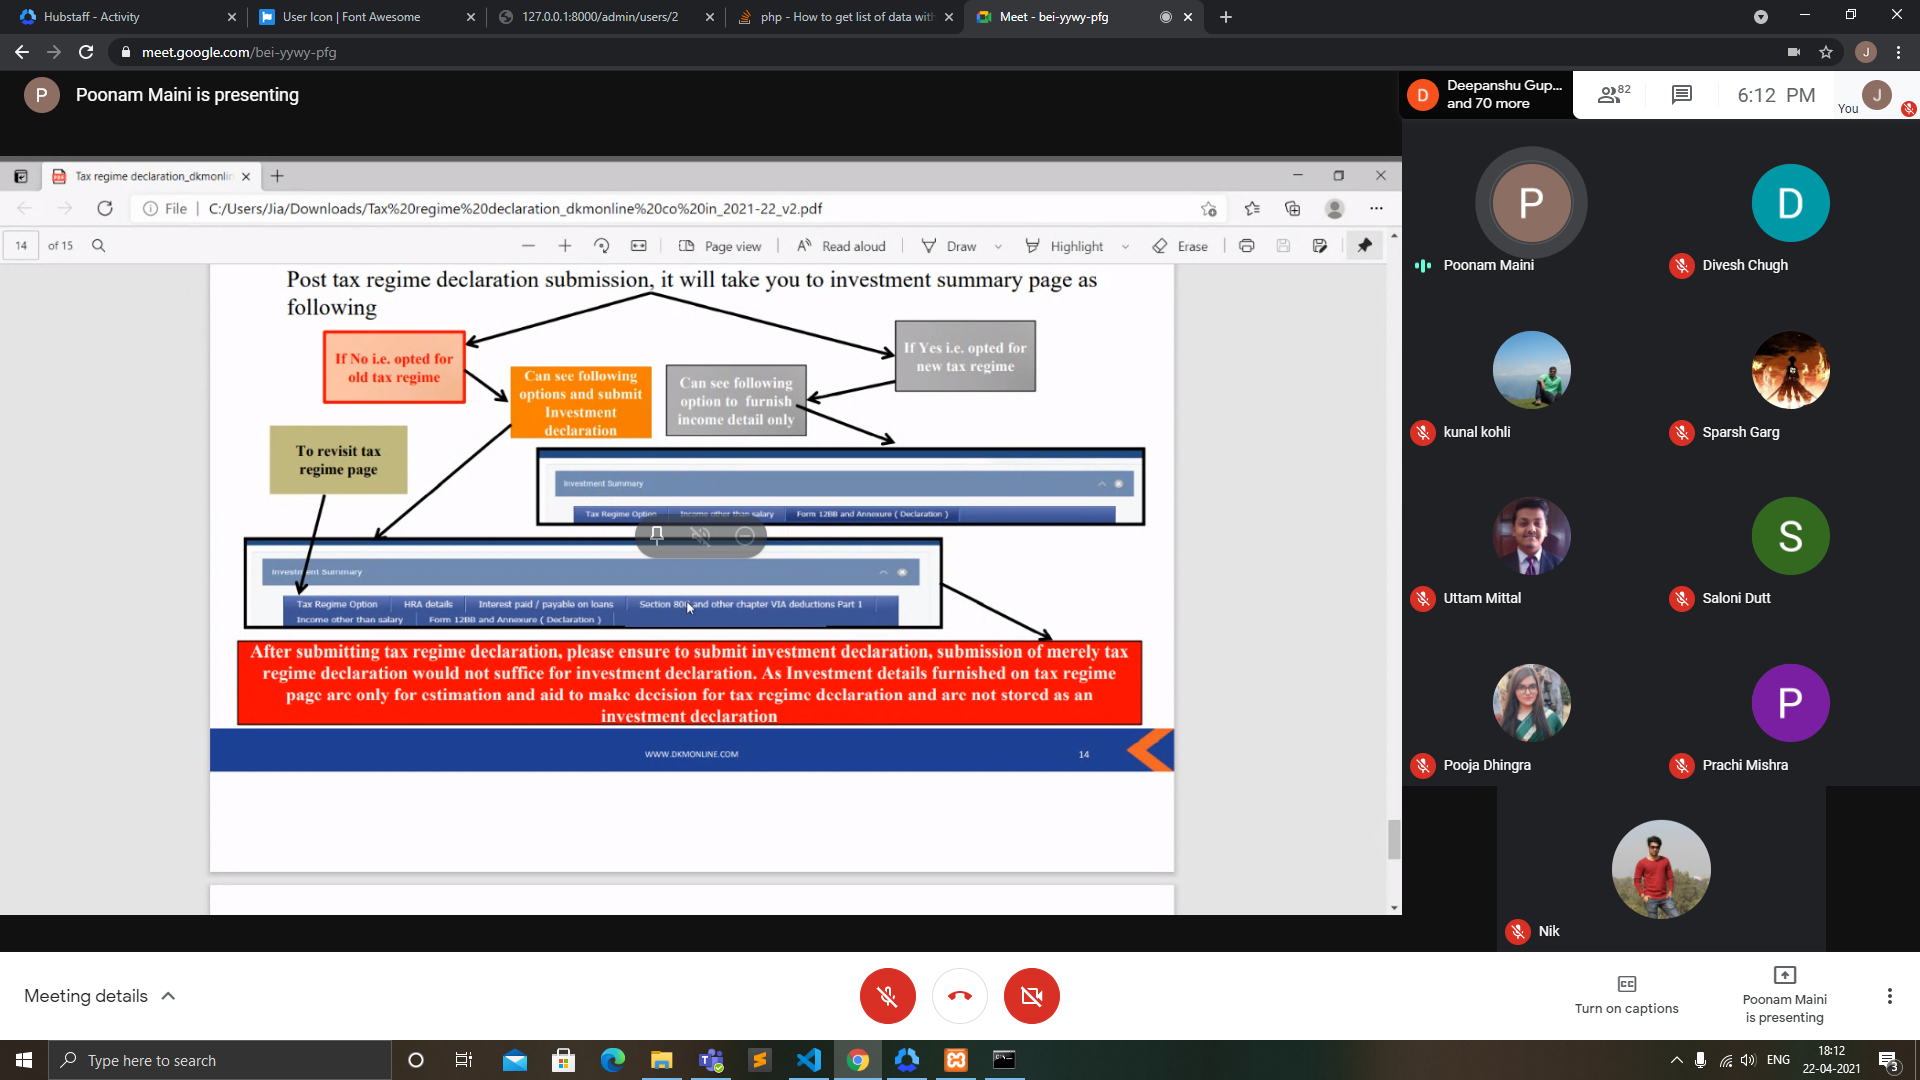 Hubstaff - Activity
User Icon | Font Awesome
127.0.0.1:8000/admin/users/2
php - How to get list of data with
Meet - bei-yywy-pfg
meet.google.com/bei-yywy-pfg
J
P
Poonam Maini is presenting
D
Deepanshu Gup...
and 70 more
82
6:12 PM
You
J
Tax regime declaration_dkmonlin
File
C:/Users/Jia/Downloads/Tax%20regime%20declaration_dkmonline%20co%20in_2021-22_v2.pdf
14
of 15
Page view
Read aloud
Draw
Highlight
Erase
Post tax regime declaration submission, it will take you to investment summary page as
following
If No i.e. opted for
old tax regime
Can see following
options and submit
Investment
declaration
Can see following
option to furnish
income detail only
If Yes i.e. opted for
new tax regime
To revisit tax
regime page
Investment Summary
Tax Regime Option
Income other than salary
Form 12BB and Annexure ( Declaration )
Investment Summary
Tax Regime Option
HRA details
Interest paid / payable on loans
Section 80C and other chapter VIA deductions Part 1
Income other than salary
Form 12BB and Annexure ( Declaration )
After submitting tax regime declaration, please ensure to submit investment declaration, submission of merely tax
regime declaration would not suffice for investment declaration. As Investment details furnished on tax regime
page are only for estimation and aid to make decision for tax regime declaration and are not stored as an
investment declaration
WWW.DKMONLINE.COM
14
P
Poonam Maini
D
Divesh Chugh
kunal kohli
Sparsh Garg
Uttam Mittal
S
Saloni Dutt
Pooja Dhingra
P
Prachi Mishra
Nik
Meeting details
Turn on captions
Poonam Maini
is presenting
Type here to search
ENG
18:12
22-04-2021
3